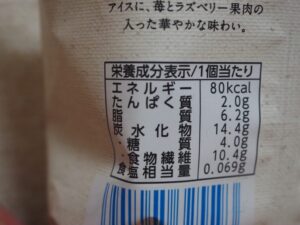 アイスに、苺とラズベリー果肉の
入った華やかな味わい。
栄養成分表示/1個当たり
エネルギー 80kcal
たんぱく質 2.0g
脂質 6.2g
炭水化物 14.4g
・糖質 4.0g
・食物繊維 10.4g
食塩相当量 0.069g